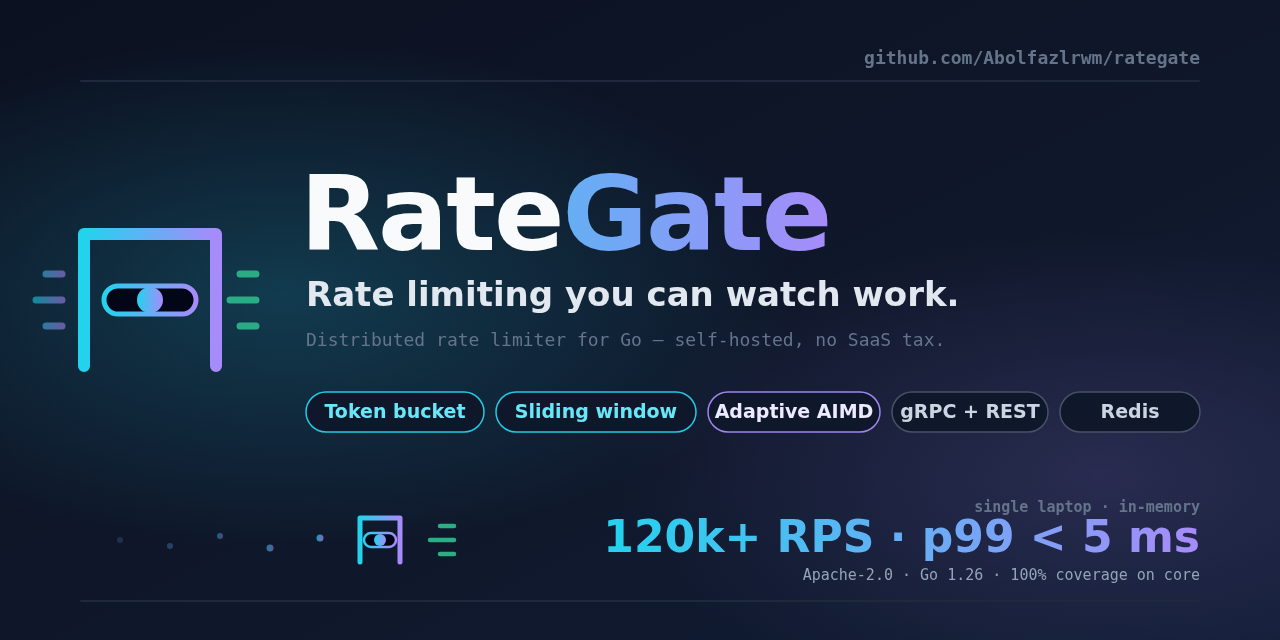 github.com/Abolfazlrwm/rategate
RateGate
Rate limiting you can watch work.
Distributed rate limiter for Go — self-hosted, no SaaS tax.
Token bucket Sliding window Adaptive AIMD gRPC + REST Redis
single laptop · in-memory
120k+ RPS · p99 < 5 ms
Apache-2.0 · Go 1.26 · 100% coverage on core